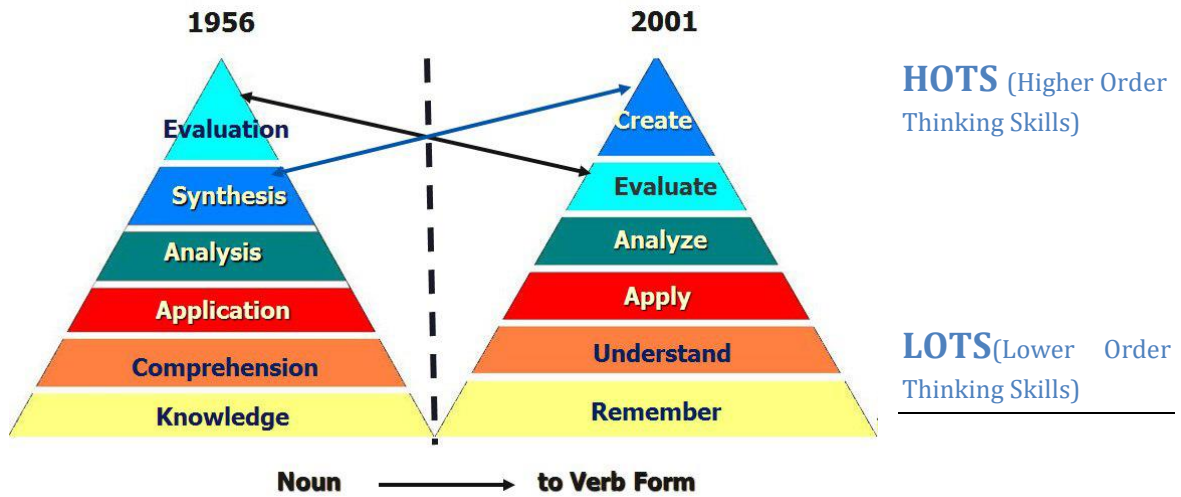 1956
Evaluation
Synthesis
Analysis
Application
Comprehension
Knowledge
2001
Create
Evaluate
Analyze
Apply
Understand
Remember
HOTS (Higher Order
Thinking Skills)
LOTS(Lower Order
Thinking Skills)
Noun to Verb Form